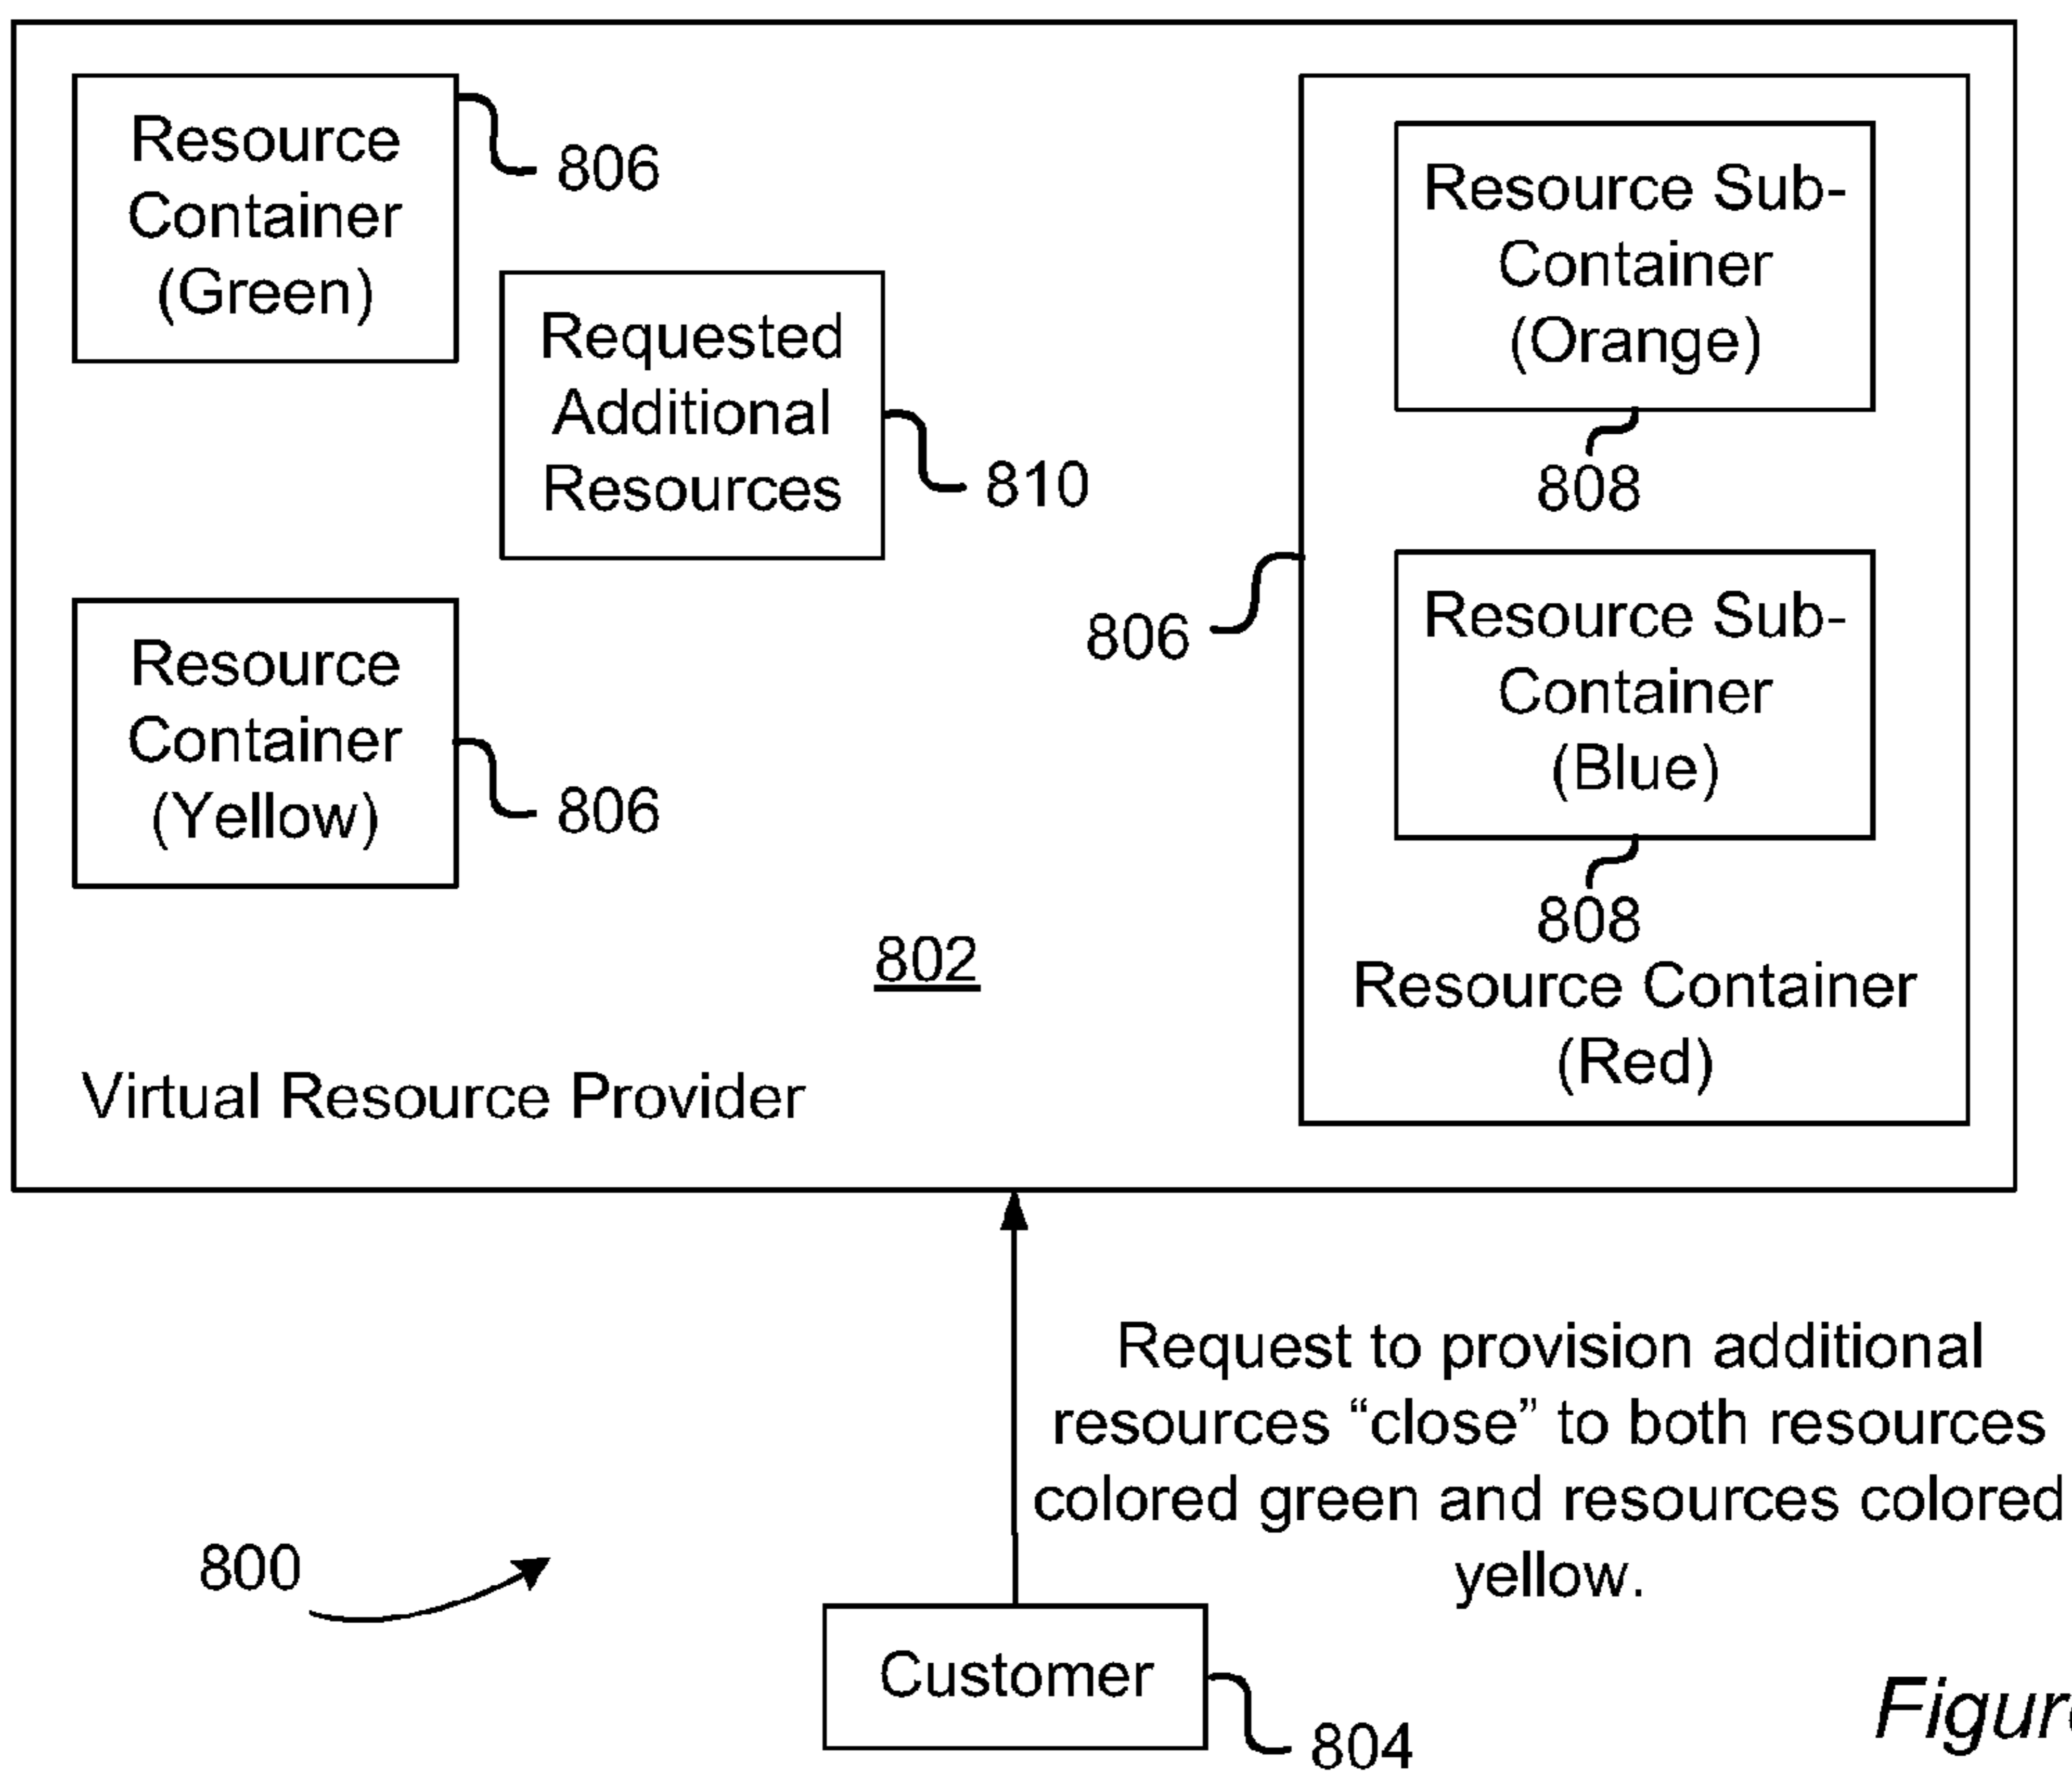 Resource
Container
(Green)
806
Requested
Additional
Resources
810
Resource
Container
(Yellow)
806
802
Virtual Resource Provider
Resource Sub-
Container
(Orange)
808
806
Resource Sub-
Container
(Blue)
808
Resource Container
(Red)
Request to provision additional
resources “close” to both resources
colored green and resources colored
yellow.
800
Customer
804